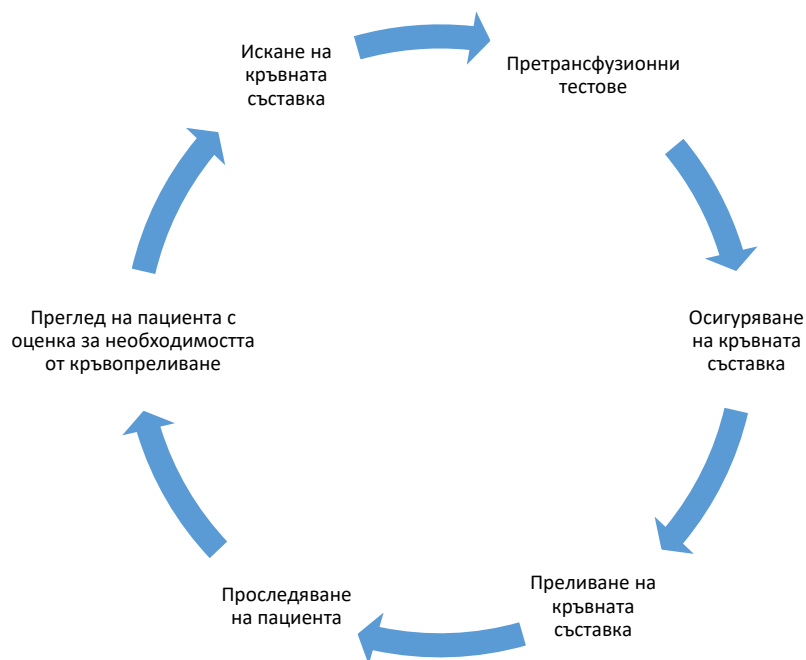 Искане на
кръвната
съставка
Претрансфузионни
тестове
Осигуряване
на кръвната
съставка
Преливане на
кръвната
съставка
Проследяване
на пациента
Преглед на пациента с
оценка за необходимостта
от кръвопреливане